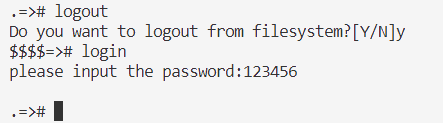 .=># logout
Do you want to logout from filesystem?[Y/N]y
$$$$=># login
please input the password:123456
.=>#